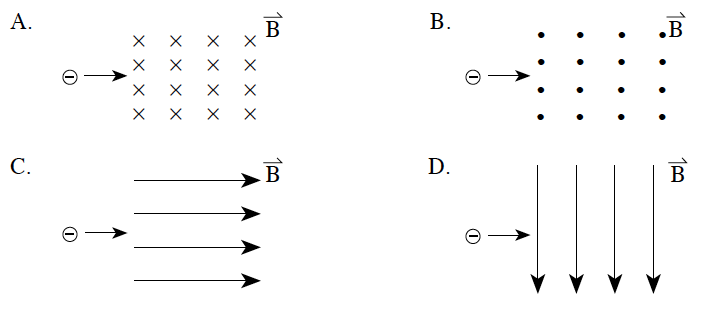 A. B⃗ B. B⃗
C. B⃗ D. B⃗